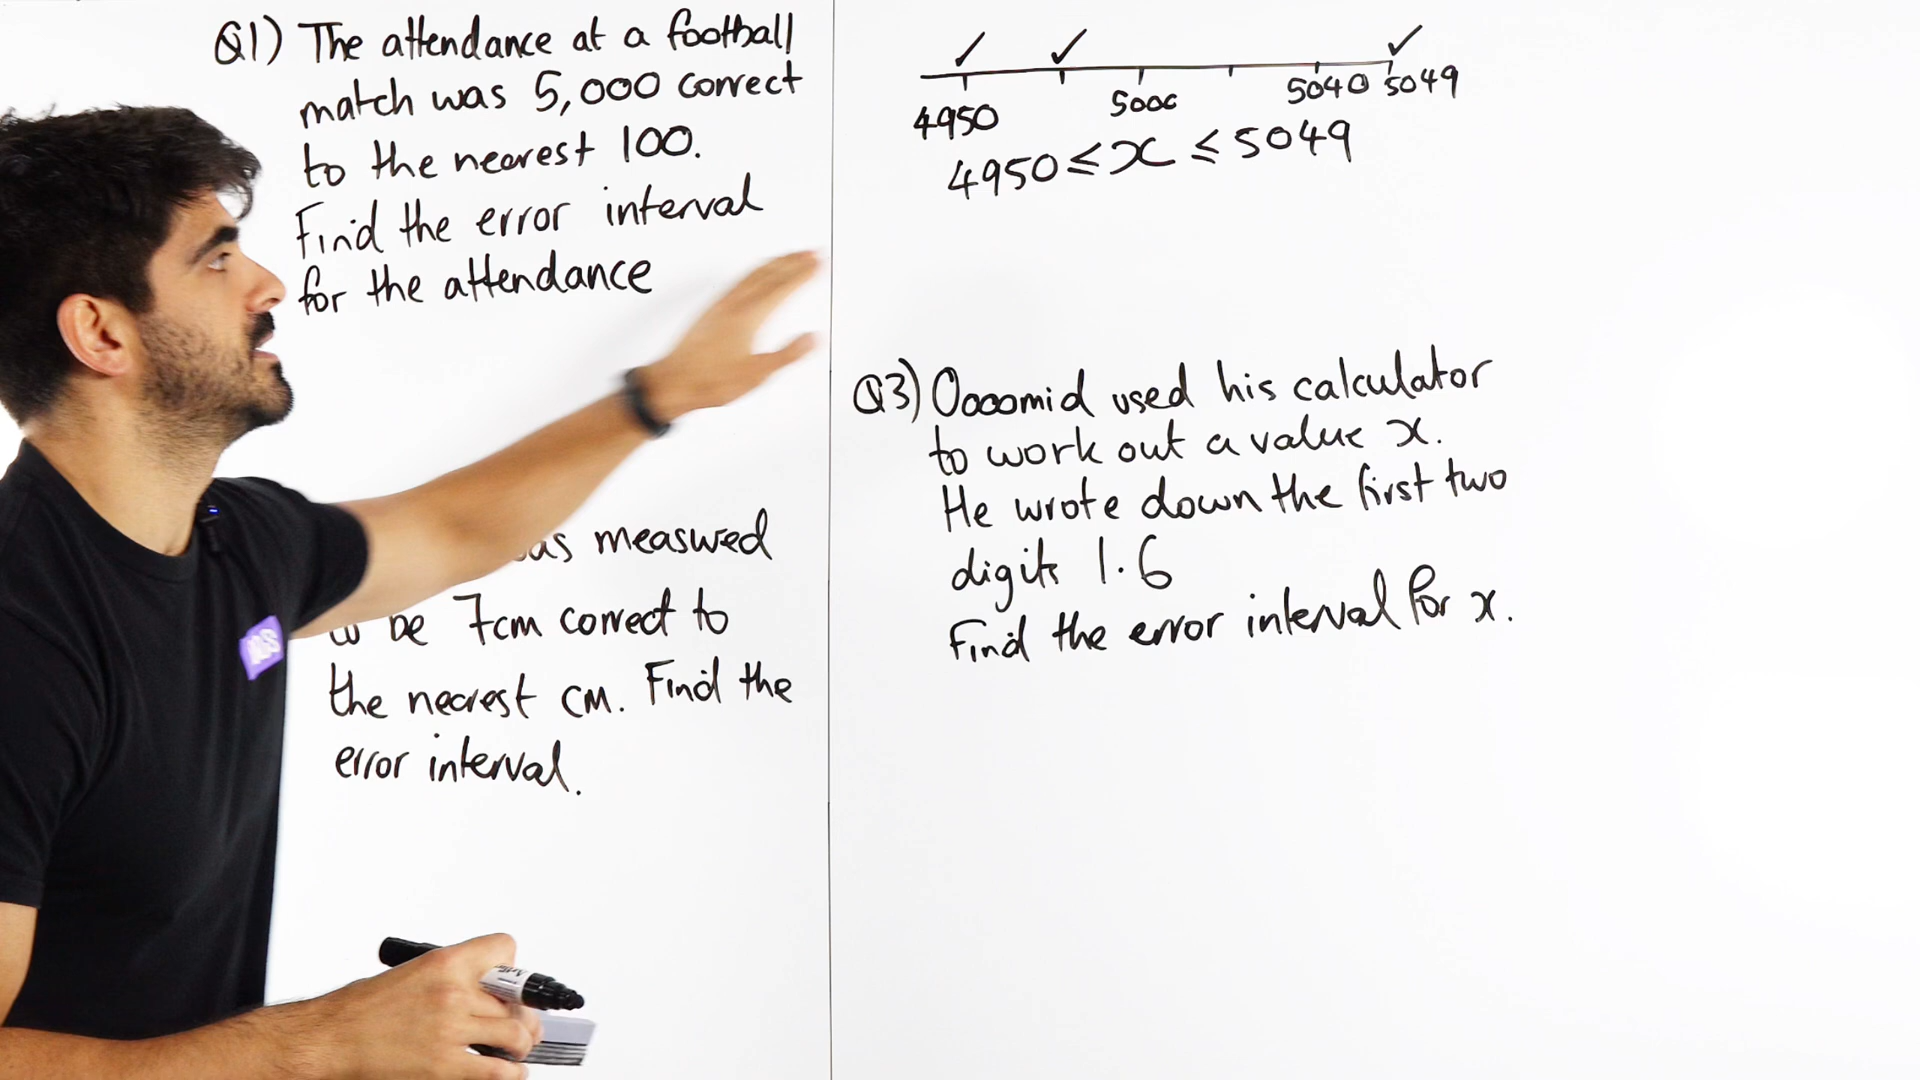 Q1) The attendance at a football
match was 5,000 correct
to the nearest 100.
Find the error interval
for the attendance
measured
to be 7cm correct to
the nearest cm. Find the
error interval.
4950 5000 5040 5049
4950 ≤ x ≤ 5049
Q3) Oooomid used his calculator
to work out a value x.
He wrote down the first two
digits 1.6
Find the error interval for x.